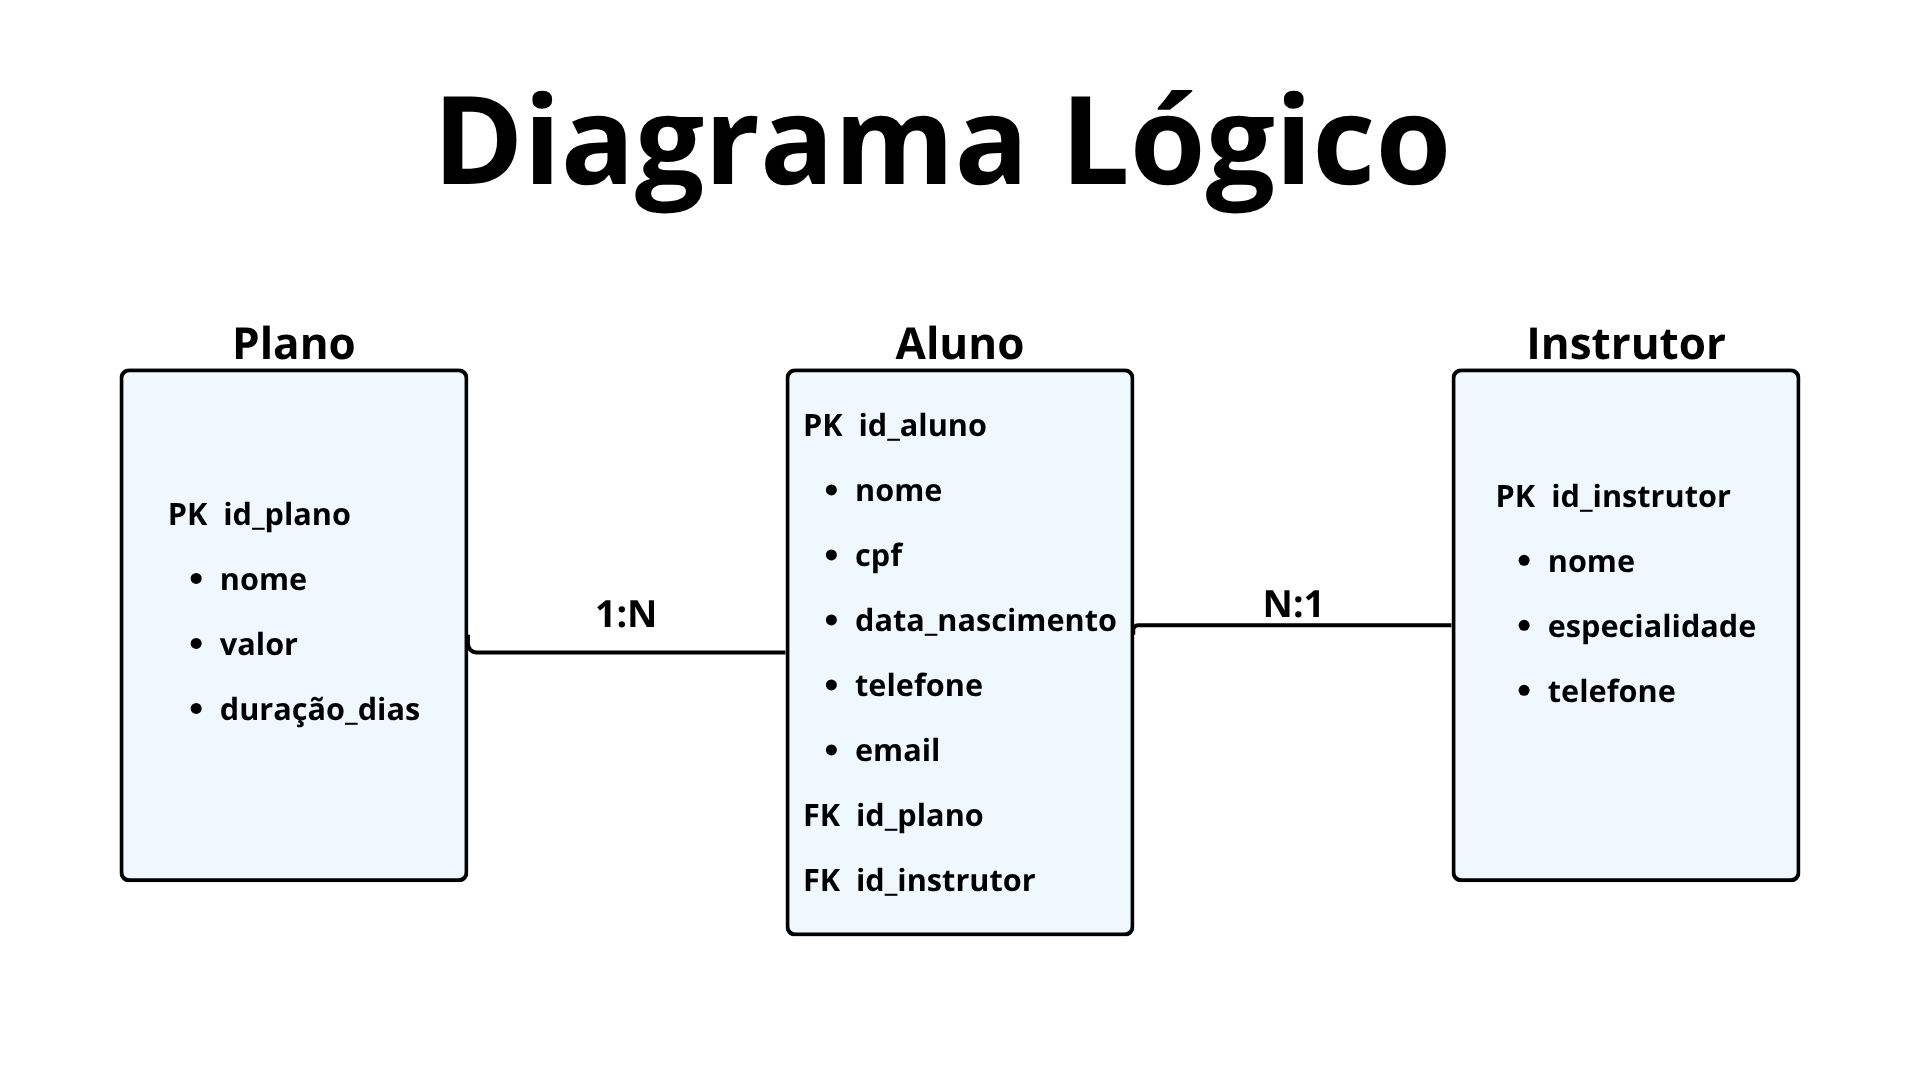 Diagrama Lógico
Plano
PK id_plano
• nome
• valor
• duração_dias
1:N
Aluno
PK id_aluno
• nome
• cpf
• data_nascimento
• telefone
• email
FK id_plano
FK id_instrutor
N:1
Instrutor
PK id_instrutor
• nome
• especialidade
• telefone